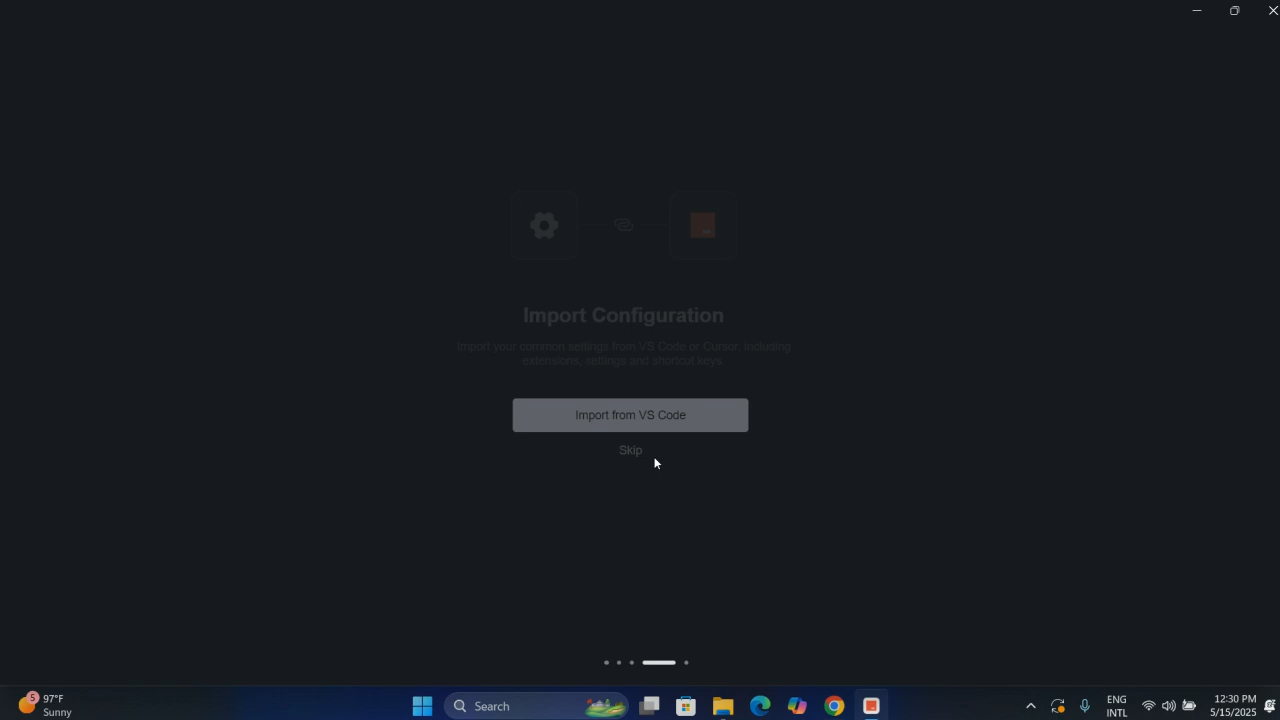 Import Configuration
Import your common settings from VS Code or Cursor, including
extensions, settings and shortcut keys.
Import from VS Code
Skip
5
97°F
Sunny
Search
ENG
INTL
12:30 PM
5/15/2025